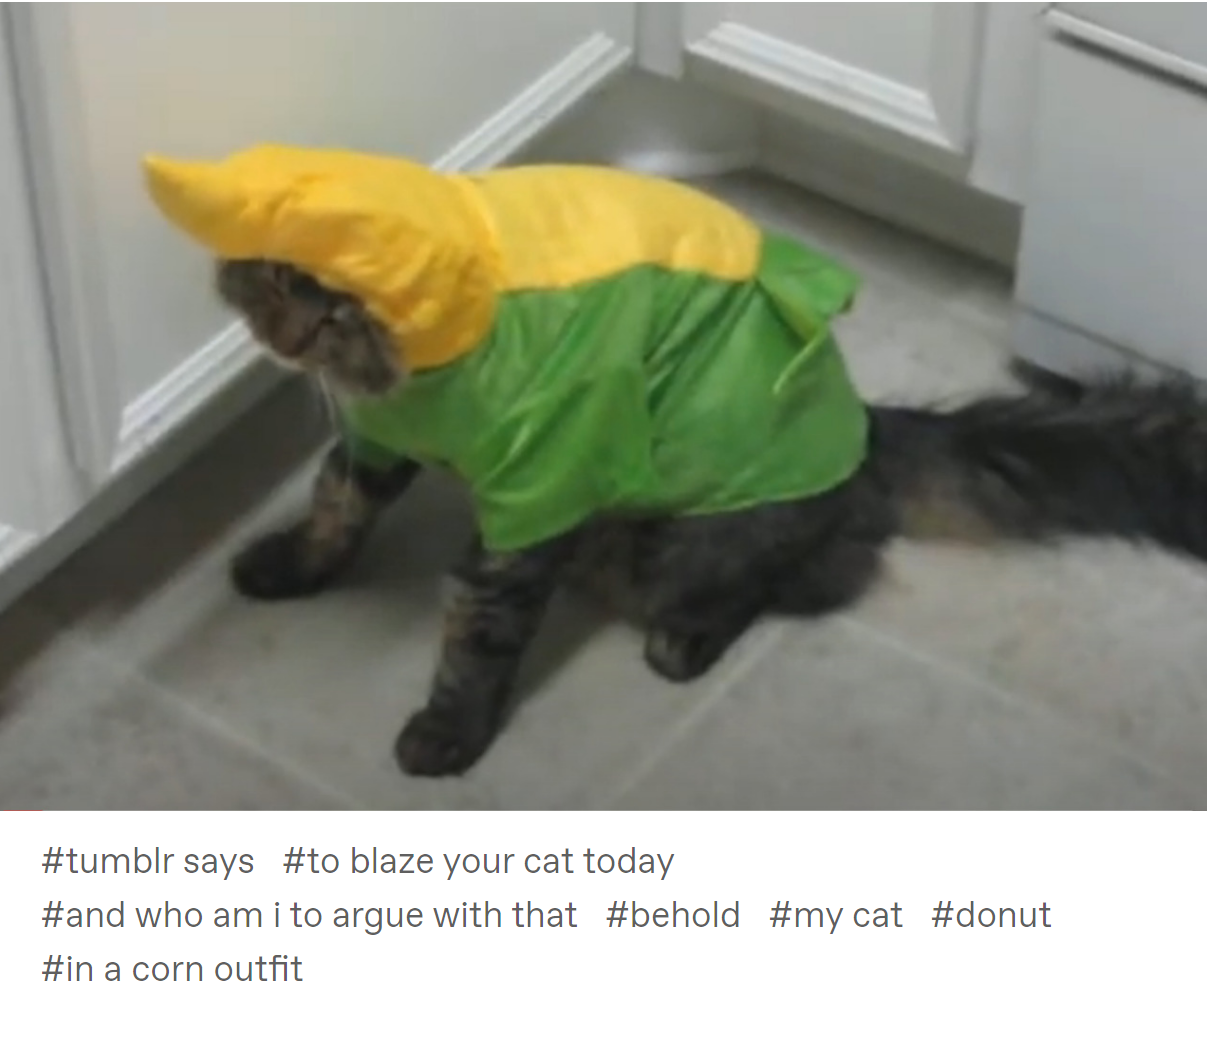 #tumblr says #to blaze your cat today
#and who am i to argue with that #behold #my cat #donut
#in a corn outfit